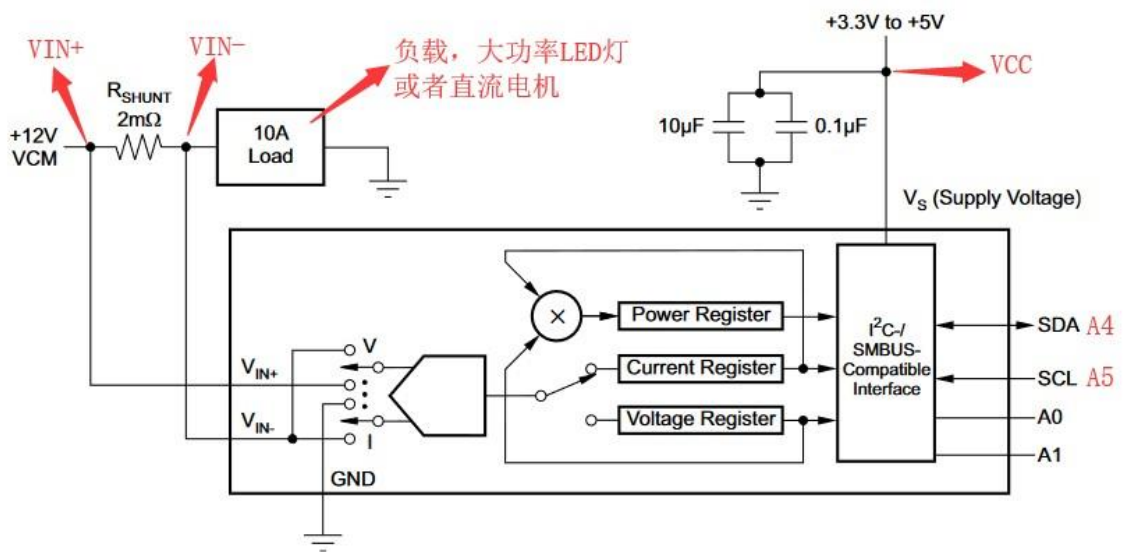 VIN+
VIN-
负载，大功率LED灯
或者直流电机
+3.3V to +5V
VCC
RSHUNT
2mΩ
+12V
VCM
10A
Load
10µF
0.1µF
VS (Supply Voltage)
Power Register
Current Register
Voltage Register
I2C-/
SMBUS-
Compatible
Interface
SDA A4
SCL A5
A0
A1
V
VIN+
VIN-
I
GND
×